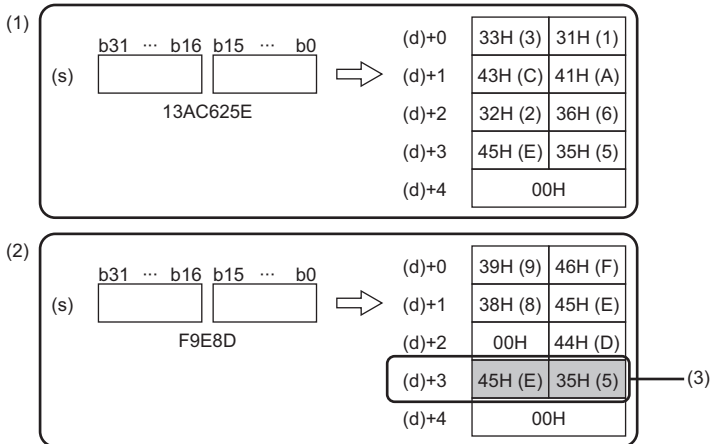 (1)
b31 ··· b16 b15 ··· b0
(s)
13AC625E
(d)+0 33H (3) 31H (1)
(d)+1 43H (C) 41H (A)
(d)+2 32H (2) 36H (6)
(d)+3 45H (E) 35H (5)
(d)+4 00H
(2)
b31 ··· b16 b15 ··· b0
(s)
F9E8D
(d)+0 39H (9) 46H (F)
(d)+1 38H (8) 45H (E)
(d)+2 00H 44H (D)
(d)+3 45H (E) 35H (5) (3)
(d)+4 00H